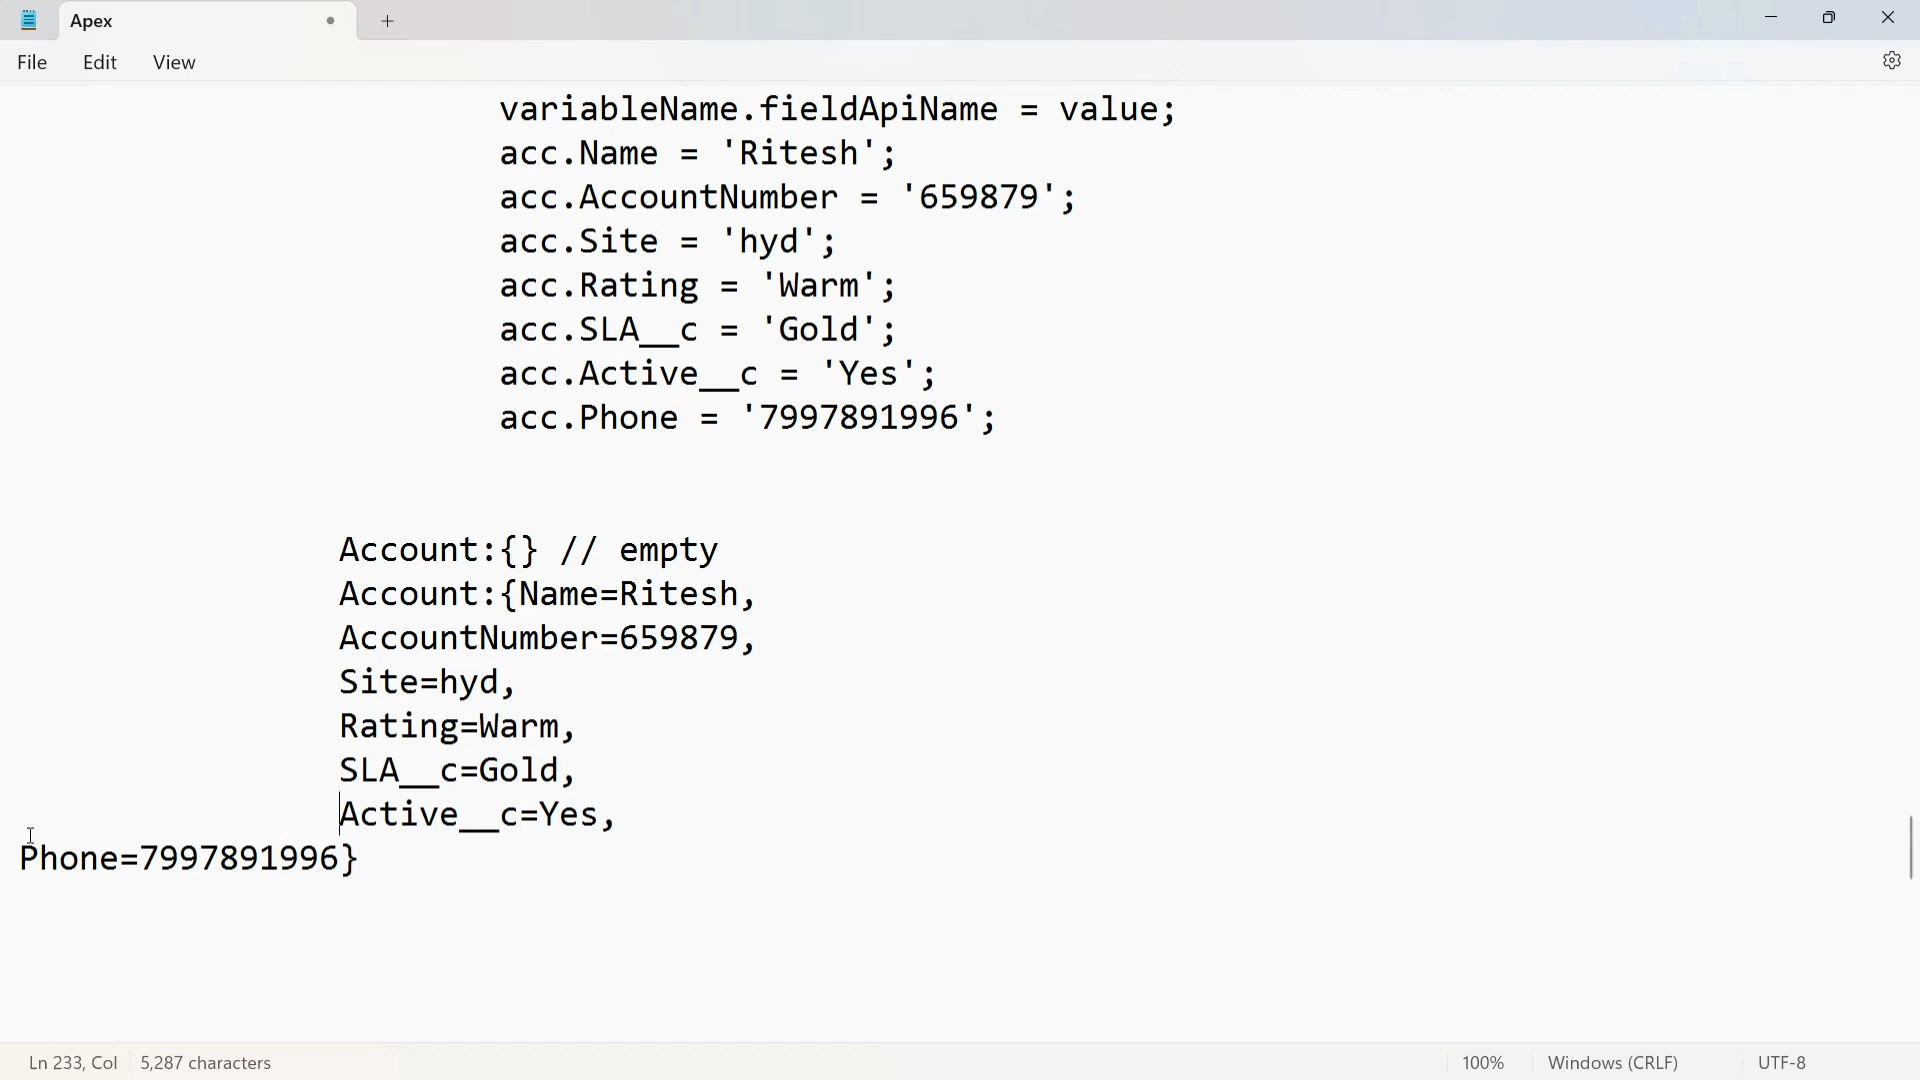 Apex
File Edit View
variableName.fieldApiName = value;
acc.Name = 'Ritesh';
acc.AccountNumber = '659879';
acc.Site = 'hyd';
acc.Rating = 'Warm';
acc.SLA__c = 'Gold';
acc.Active__c = 'Yes';
acc.Phone = '7997891996';
Account:{} // empty
Account:{Name=Ritesh,
AccountNumber=659879,
Site=hyd,
Rating=Warm,
SLA__c=Gold,
Active__c=Yes,
Phone=7997891996}
Ln 233, Col 5,287 characters 100% Windows (CRLF) UTF-8